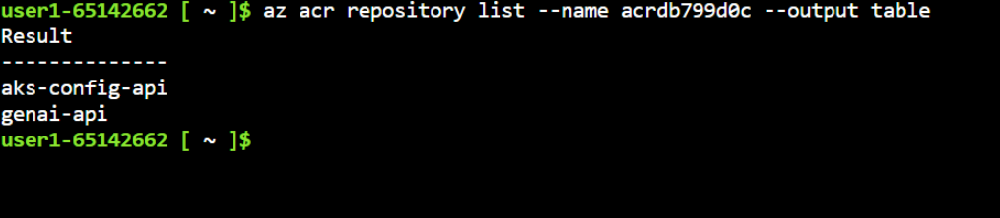 user1-65142662 [ ~ ]$ az acr repository list --name acrdb799d0c --output table
Result
--------------
aks-config-api
genai-api
user1-65142662 [ ~ ]$